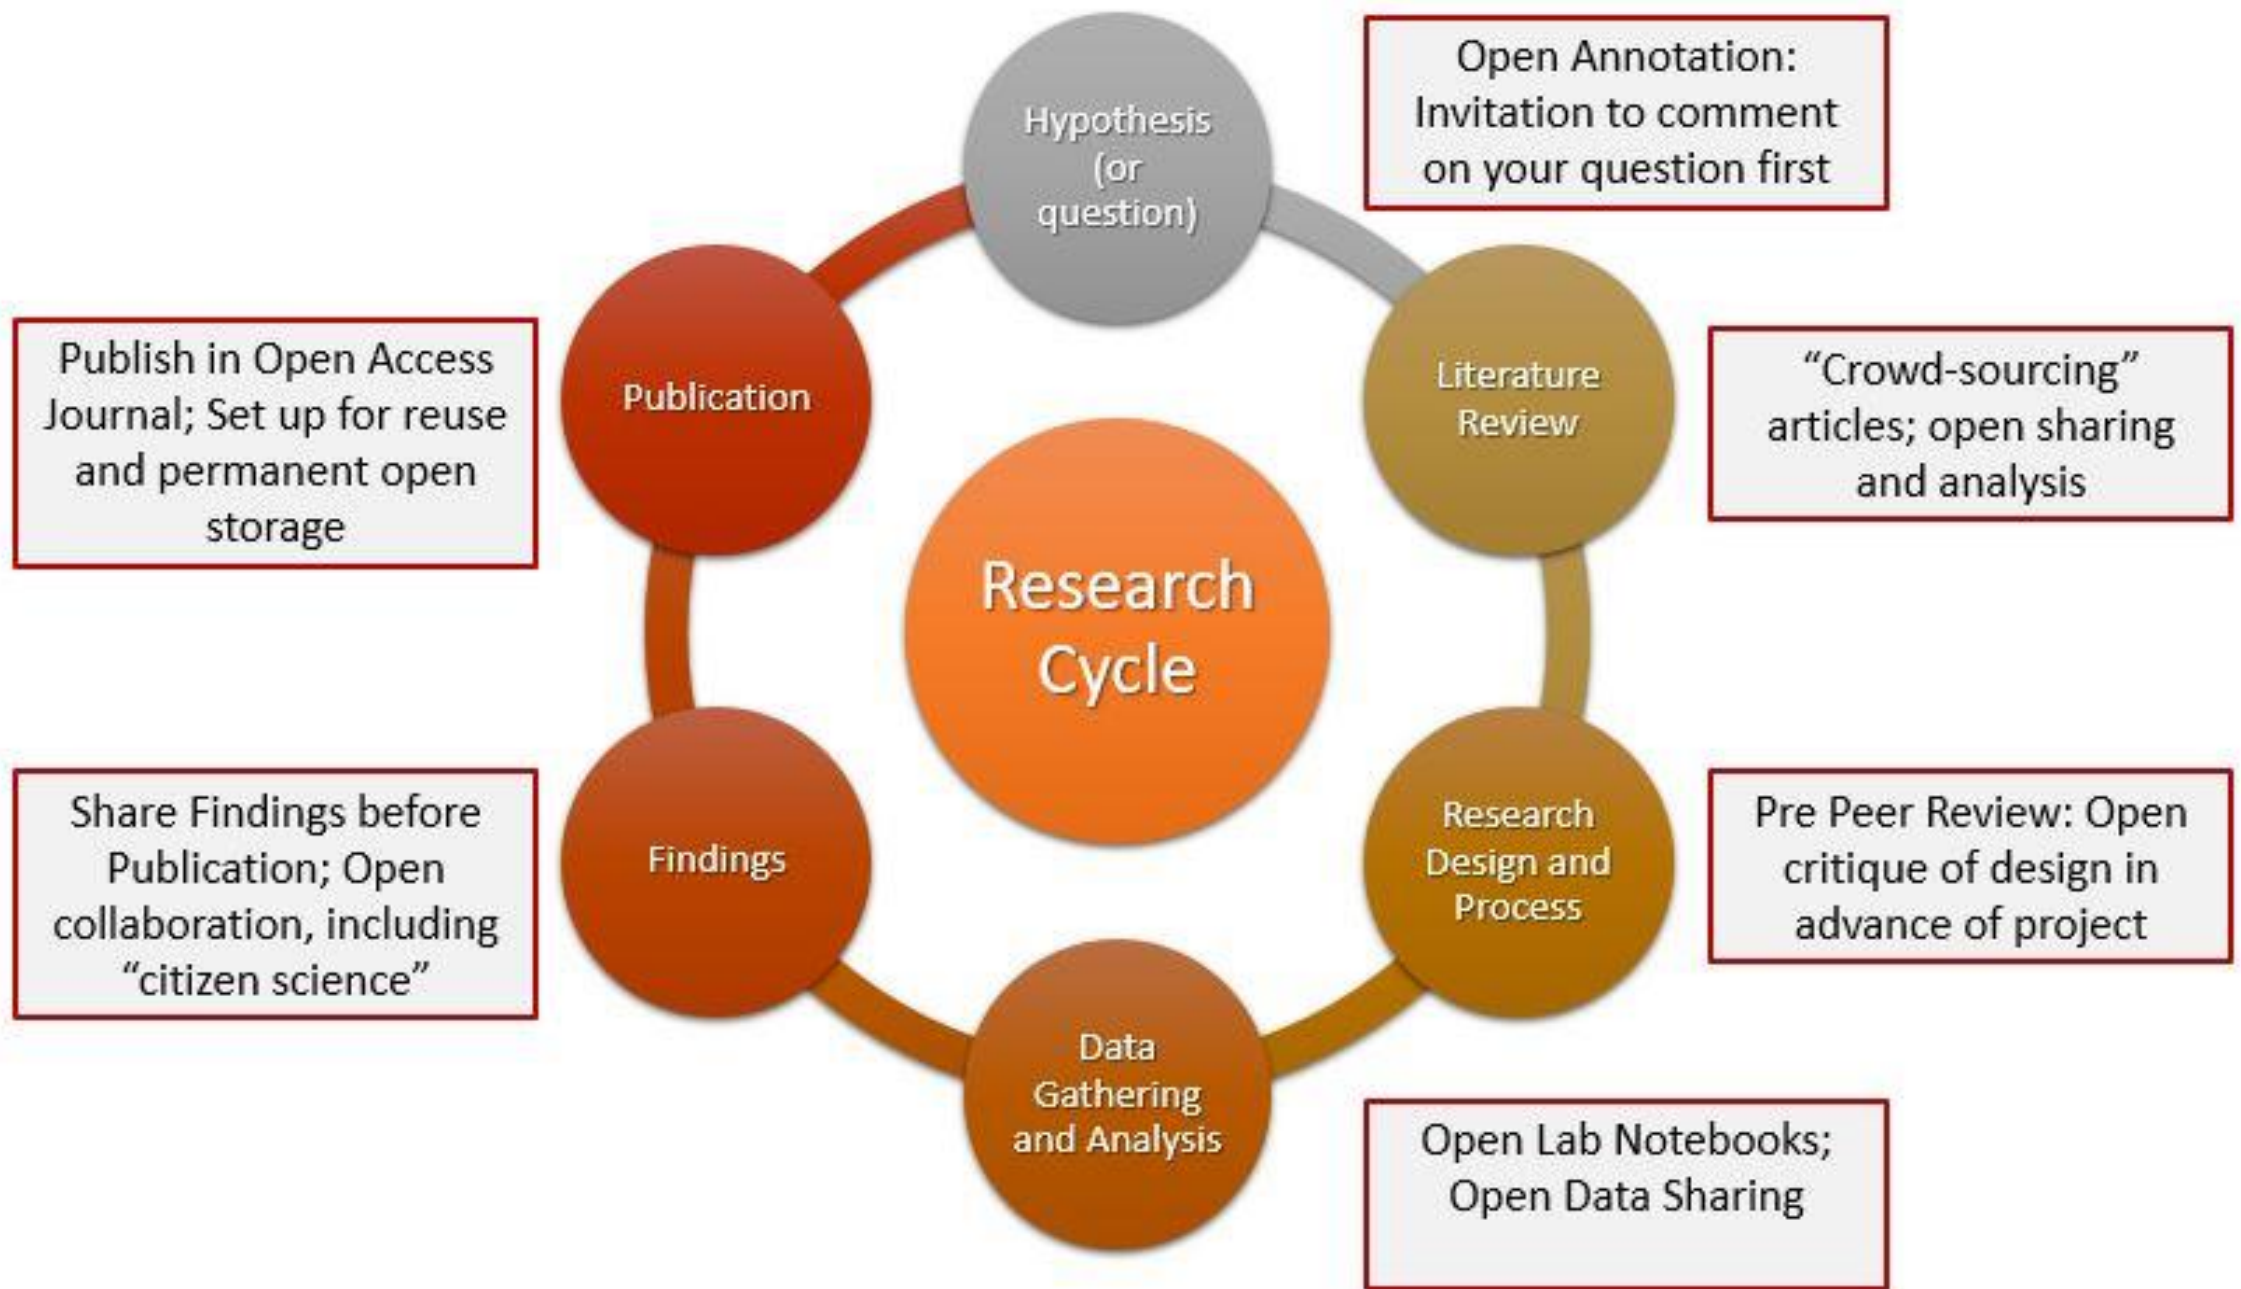 Hypothesis
(or
question)
Open Annotation:
Invitation to comment
on your question first
Literature
Review
“Crowd-sourcing”
articles; open sharing
and analysis
Research
Design and
Process
Pre Peer Review: Open
critique of design in
advance of project
Data
Gathering
and Analysis
Open Lab Notebooks;
Open Data Sharing
Findings
Share Findings before
Publication; Open
collaboration, including
“citizen science”
Publication
Publish in Open Access
Journal; Set up for reuse
and permanent open
storage
Research
Cycle